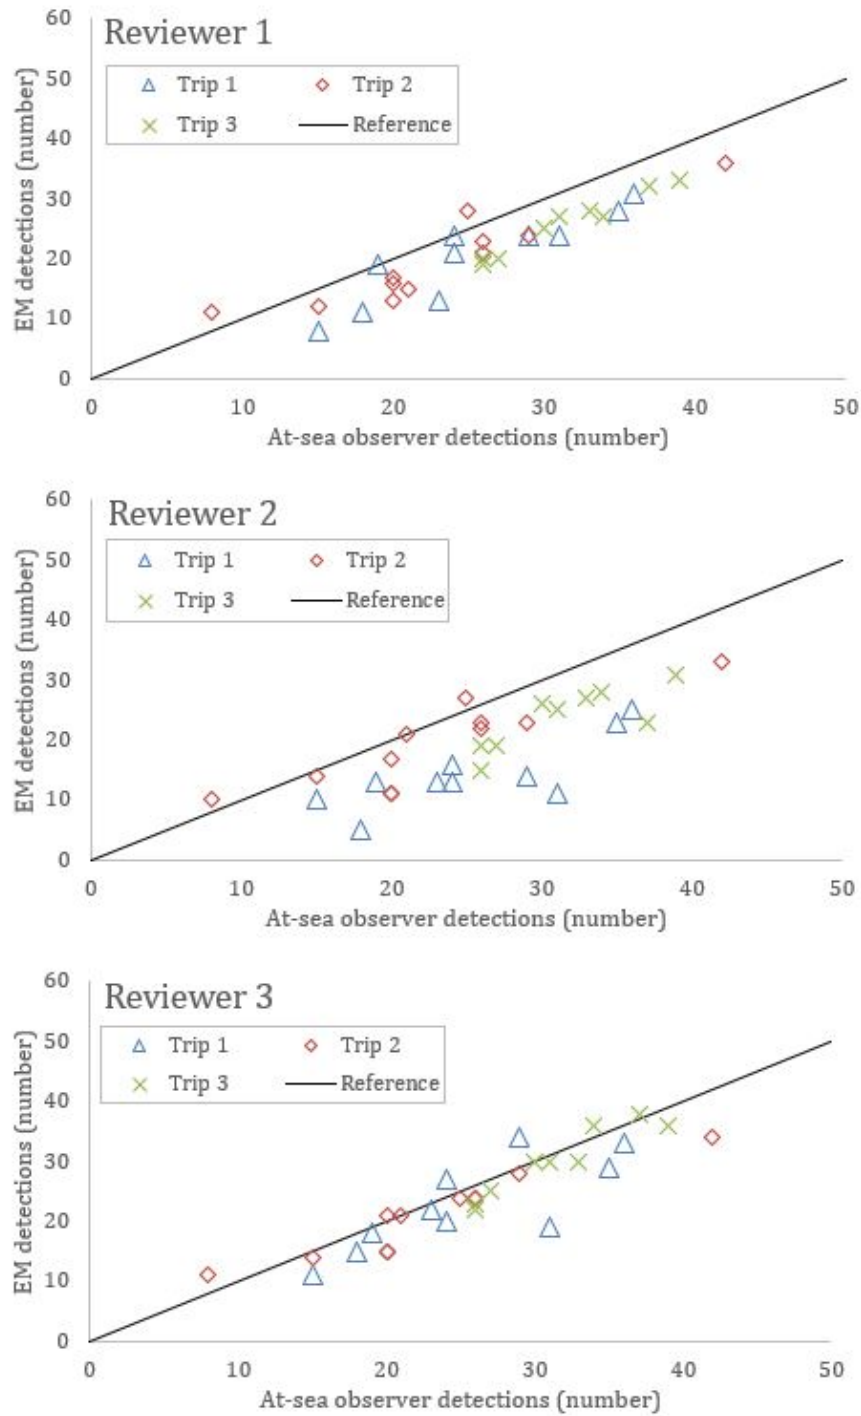 Reviewer 1
Trip 1 Trip 2
Trip 3 Reference
EM detections (number)
60
50
40
30
20
10
0
0 10 20 30 40 50
At-sea observer detections (number)
Reviewer 2
Trip 1 Trip 2
Trip 3 Reference
EM detections (number)
60
50
40
30
20
10
0
0 10 20 30 40 50
At-sea observer detections (number)
Reviewer 3
Trip 1 Trip 2
Trip 3 Reference
EM detections (number)
60
50
40
30
20
10
0
0 10 20 30 40 50
At-sea observer detections (number)